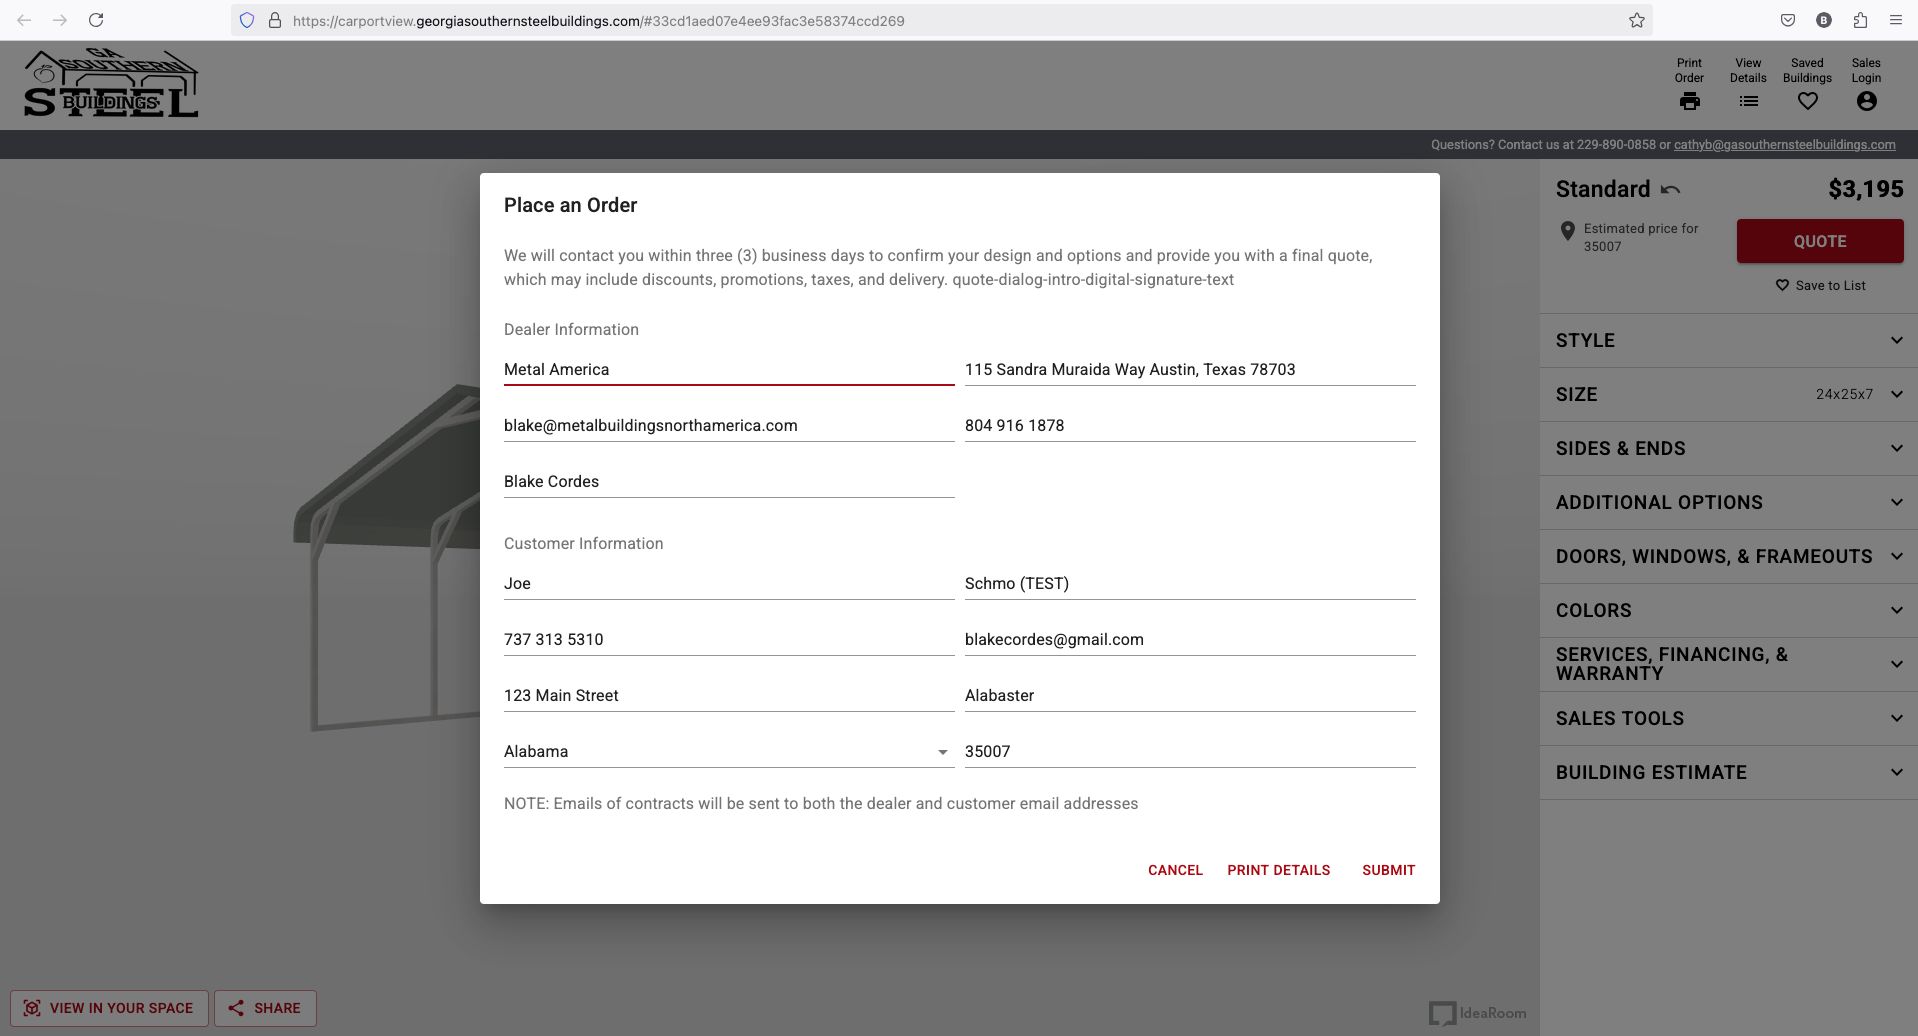 https://carportview.georgiasouthernsteelbuildings.com/#33cd1aed07e4ee93fac3e58374ccd269
B
GA
SOUTHERN
STEEL
BUILDINGS
Print Order
View Details
Saved Buildings
Sales Login
Questions? Contact us at 229-890-0858 or cathyb@gasouthernsteelbuildings.com
Place an Order
We will contact you within three (3) business days to confirm your design and options and provide you with a final quote,
which may include discounts, promotions, taxes, and delivery. quote-dialog-intro-digital-signature-text
Dealer Information
Metal America
115 Sandra Muraida Way Austin, Texas 78703
blake@metalbuildingsnorthamerica.com
804 916 1878
Blake Cordes
Customer Information
Joe
Schmo (TEST)
737 313 5310
blakecordes@gmail.com
123 Main Street
Alabaster
Alabama
35007
NOTE: Emails of contracts will be sent to both the dealer and customer email addresses
CANCEL
PRINT DETAILS
SUBMIT
Standard
$3,195
Estimated price for
35007
QUOTE
Save to List
STYLE
SIZE
24x25x7
SIDES & ENDS
ADDITIONAL OPTIONS
DOORS, WINDOWS, & FRAMEOUTS
COLORS
SERVICES, FINANCING, &
WARRANTY
SALES TOOLS
BUILDING ESTIMATE
VIEW IN YOUR SPACE
SHARE
IdeaRoom